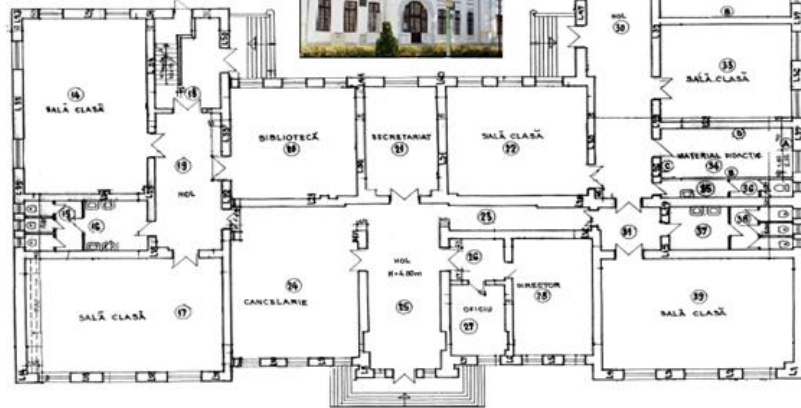 HOL
30
B
14
SALĂ CLASĂ
18
33
SALĂ CLASĂ
19
HOL
BIBLIOTECĂ
20
SECRETARIAT
21
SALĂ CLASĂ
22
D
A
MATERIAL DIDACTIC
C
34
B
35
36
15
16
23
31
37
38
24
CANCELARIE
HOL
H=4.80m
25
26
DIRECTOR
28
OFICIU
27
SALĂ CLASĂ
17
39
SALĂ CLASĂ